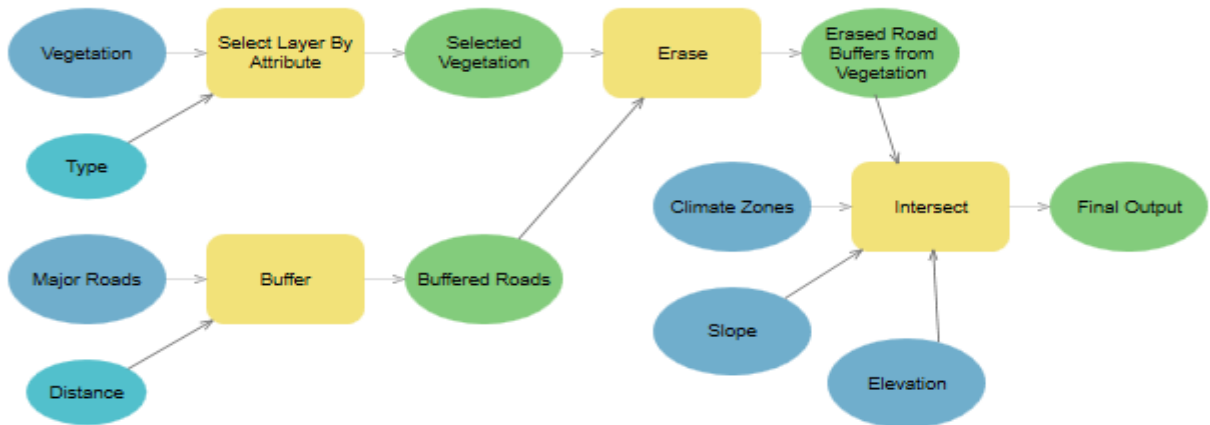 Vegetation
Select Layer By
Attribute
Selected
Vegetation
Erase
Erased Road
Buffers from
Vegetation
Type
Climate Zones
Intersect
Final Output
Major Roads
Buffer
Buffered Roads
Slope
Distance
Elevation